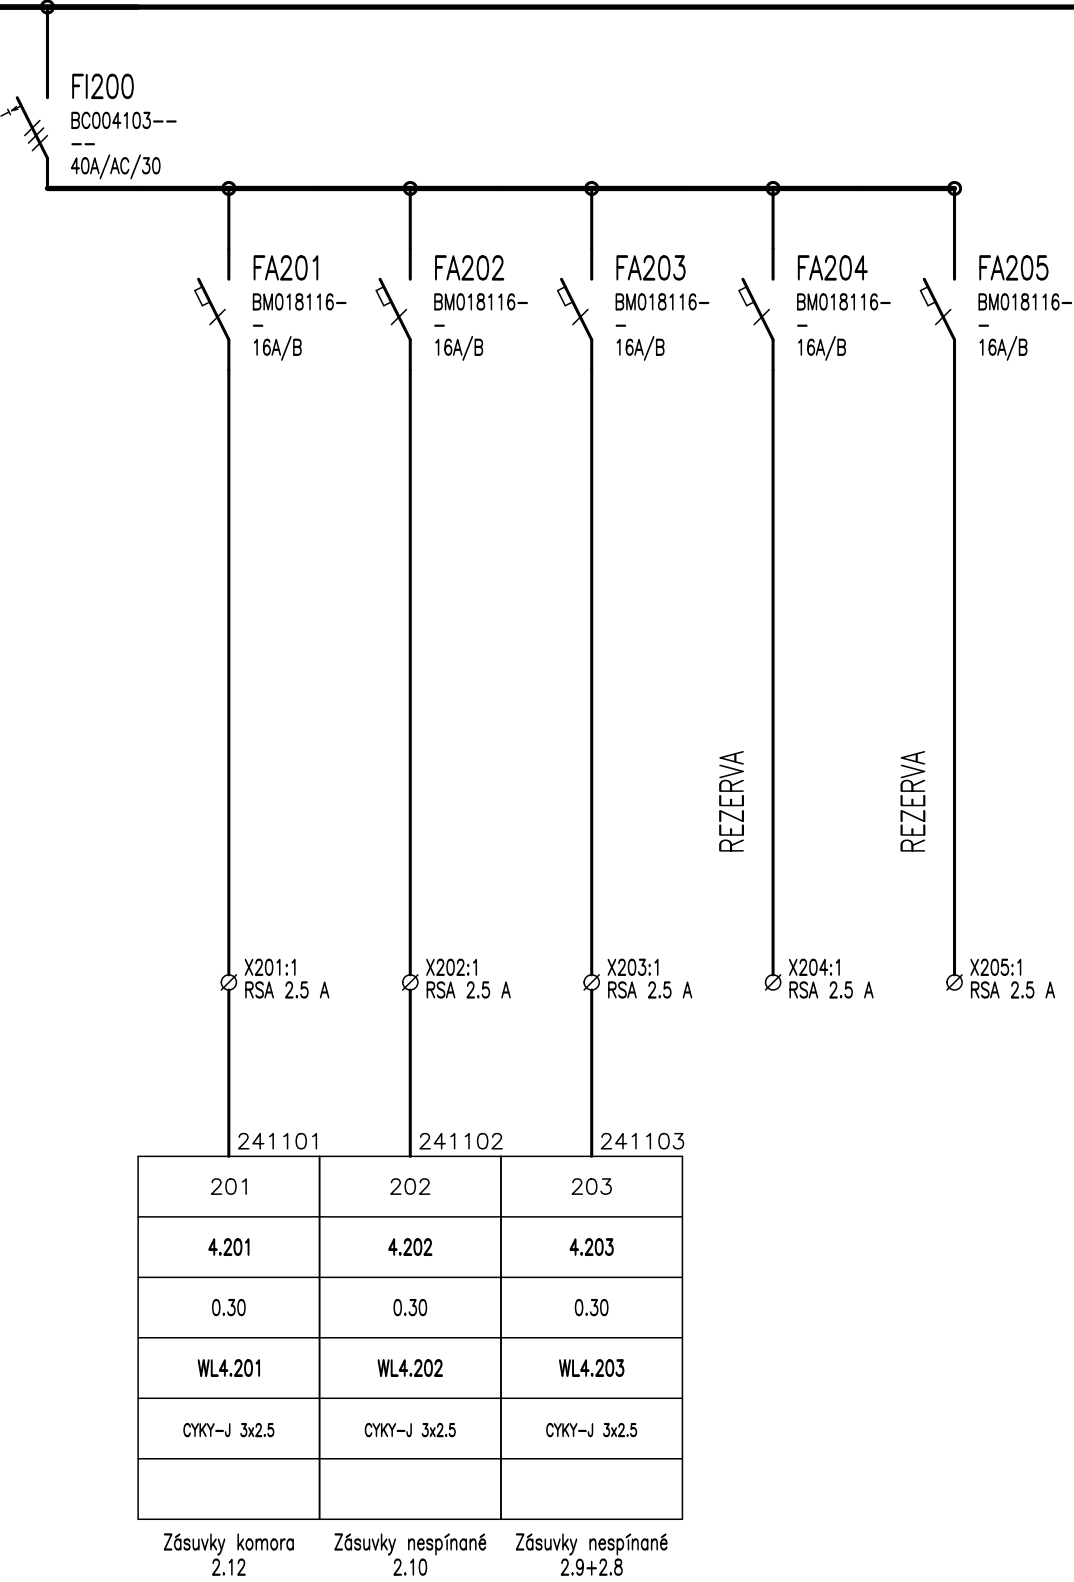 FI200
BC004103--
--
40A/AC/30
FA201
BM018116-
-
16A/B
FA202
BM018116-
-
16A/B
FA203
BM018116-
-
16A/B
FA204
BM018116-
-
16A/B
FA205
BM018116-
-
16A/B
REZERVA
REZERVA
X201:1
RSA 2.5 A
X202:1
RSA 2.5 A
X203:1
RSA 2.5 A
X204:1
RSA 2.5 A
X205:1
RSA 2.5 A
241101
241102
241103
201
202
203
4.201
4.202
4.203
0.30
0.30
0.30
WL4.201
WL4.202
WL4.203
CYKY-J 3x2.5
CYKY-J 3x2.5
CYKY-J 3x2.5
Zásuvky komora
2.12
Zásuvky nespínané
2.10
Zásuvky nespínané
2.9+2.8